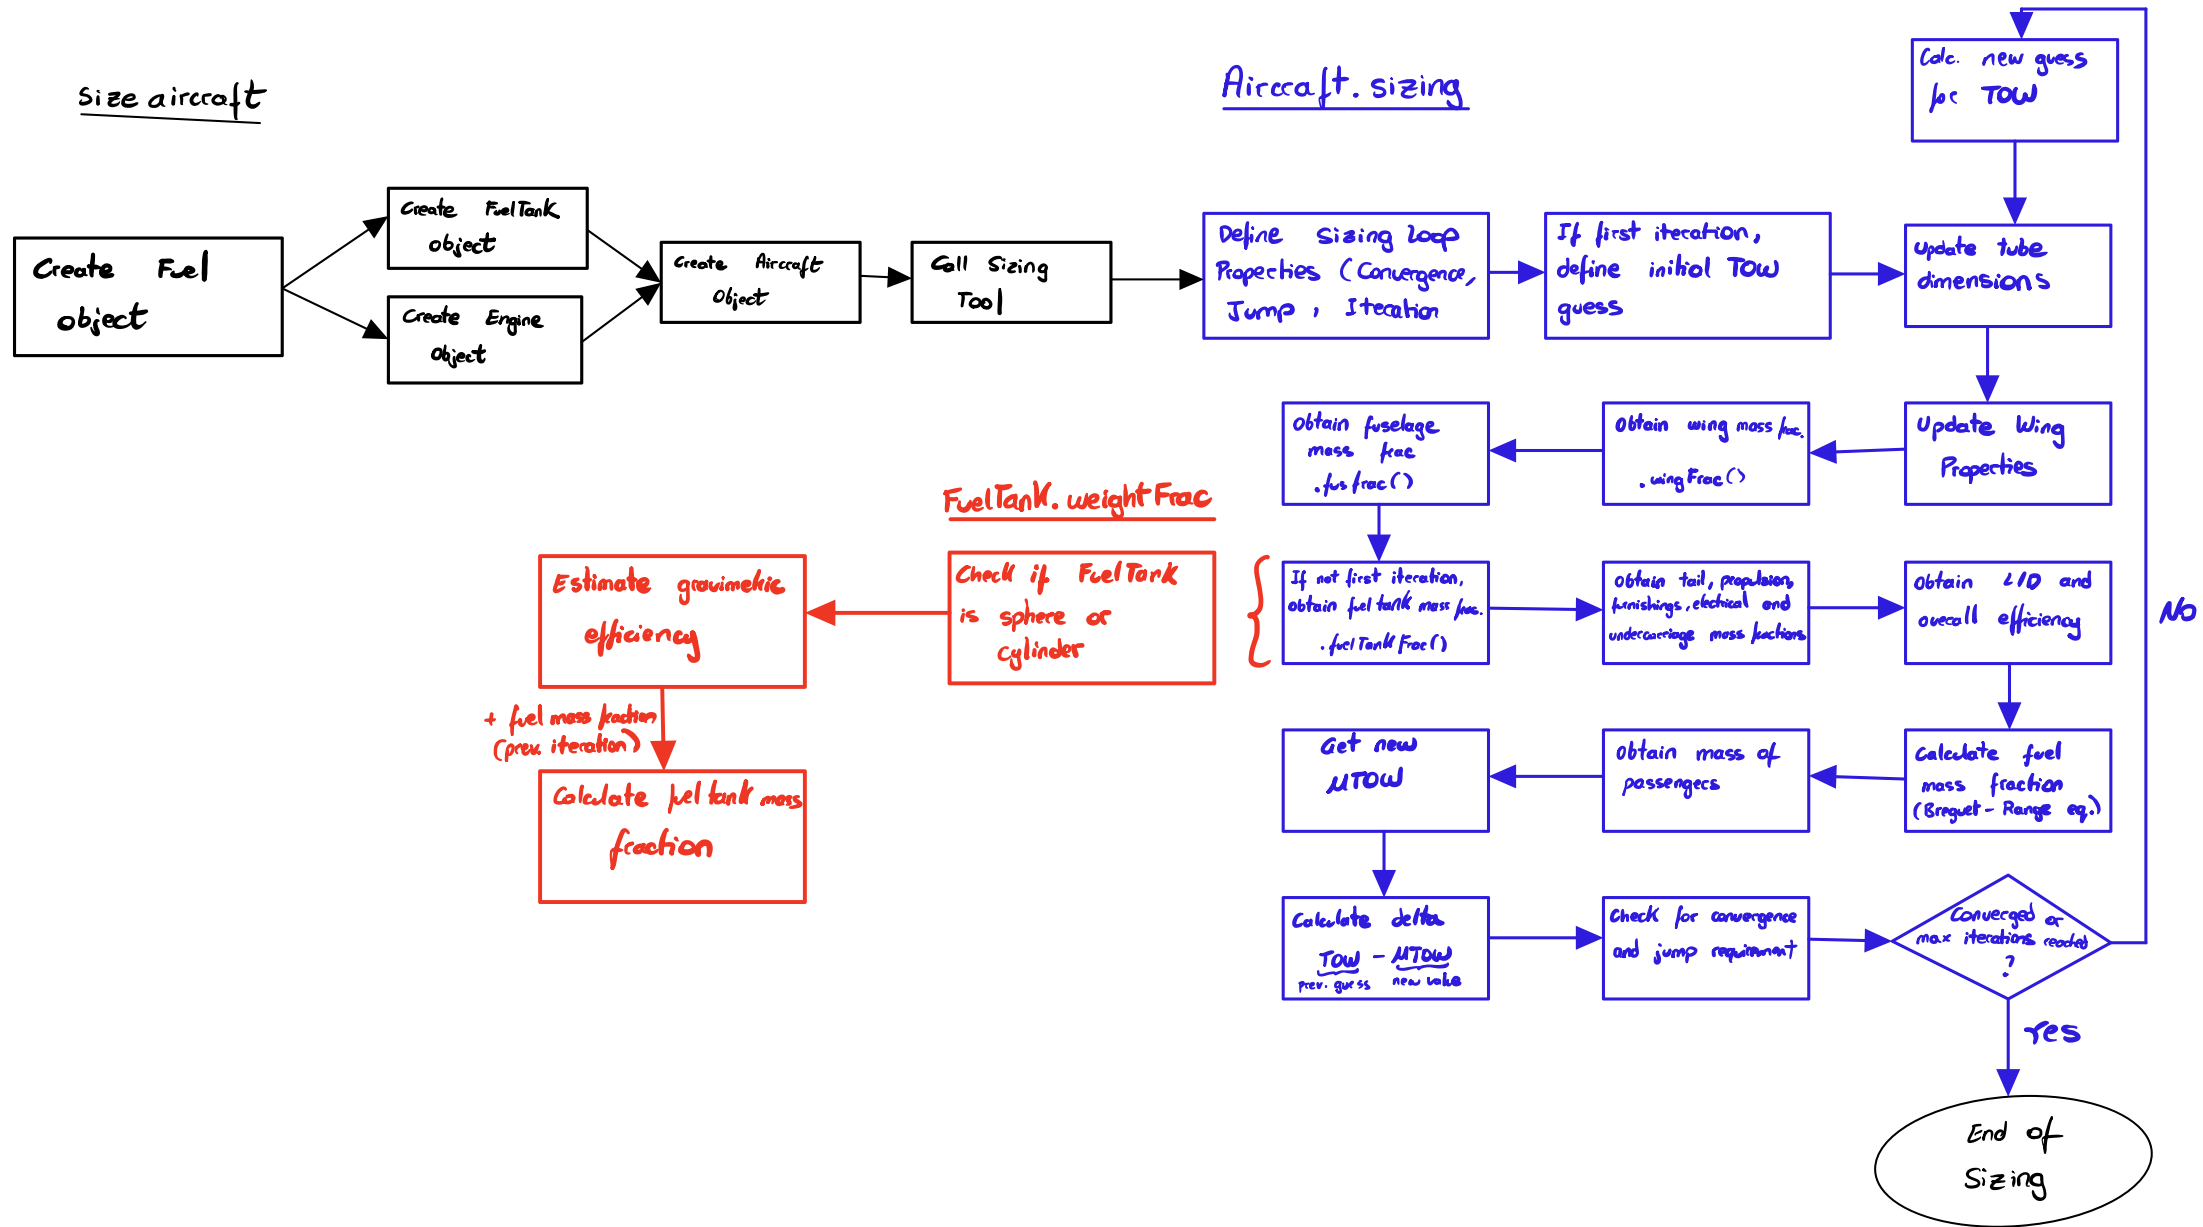 Size aircraft
Create Fuel
object
Create FuelTank
object
Create Engine
Object
Create Aircraft
Object
Call Sizing
Tool
Aircraft.sizing
Define Sizing Loop
Properties (Convergence,
Jump, Iteration
If first iteration,
define initial TOW
guess
Calc. new guess
for TOW
Update tube
dimensions
Update Wing
Properties
Obtain wing mass frac.
.wingFrac()
Obtain fuselage
mass frac
.fusfrac()
If not first iteration,
obtain fuel tank mass frac.
.fuelTankFrac()
Obtain tail, propulsion,
furnishings, electrical and
undercarriage mass fractions
Obtain L/D and
overall efficiency
Calculate fuel
mass fraction
(Breguet-Range eq.)
Obtain mass of
passengers
Get new
MTOW
Calculate delta
TOW - MTOW
prev. guess new value
Check for convergence
and jump requirement
Converged or
max iterations reached
?
NO
Yes
End of
Sizing
FuelTank.weightFrac
Check if FuelTank
is sphere or
cylinder
Estimate gravimetric
efficiency
+ fuel mass fraction
(prev. iteration)
Calculate fuel tank mass
fraction